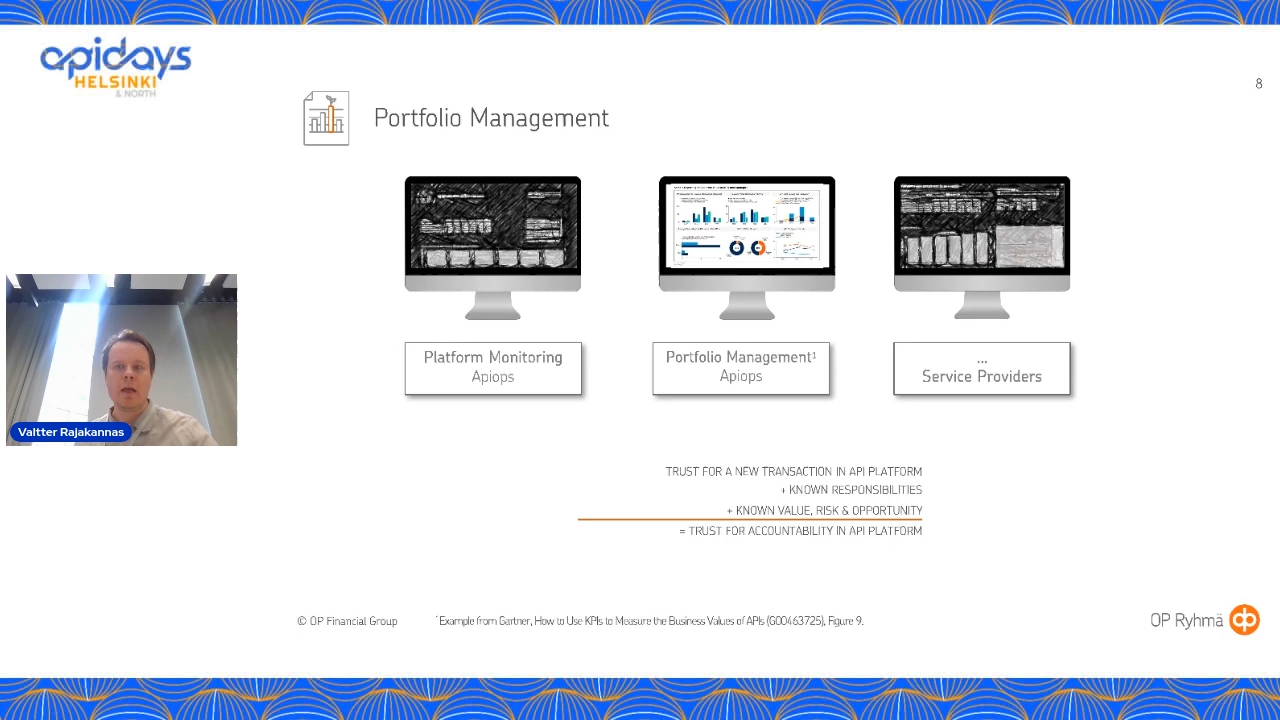 apidays
HELSINKI
& NORTH
8
Portfolio Management
Platform Monitoring
Apiops
Portfolio Management¹
Apiops
...
Service Providers
Valtter Rajakannas
TRUST FOR A NEW TRANSACTION IN API PLATFORM
+ KNOWN RESPONSIBILITIES
+ KNOWN VALUE, RISK & OPPORTUNITY
= TRUST FOR ACCOUNTABILITY IN API PLATFORM
© OP Financial Group
¹Example from Gartner, How to Use KPIs to Measure the Business Values of APIs (G00463725), Figure 9.
OP Ryhmä